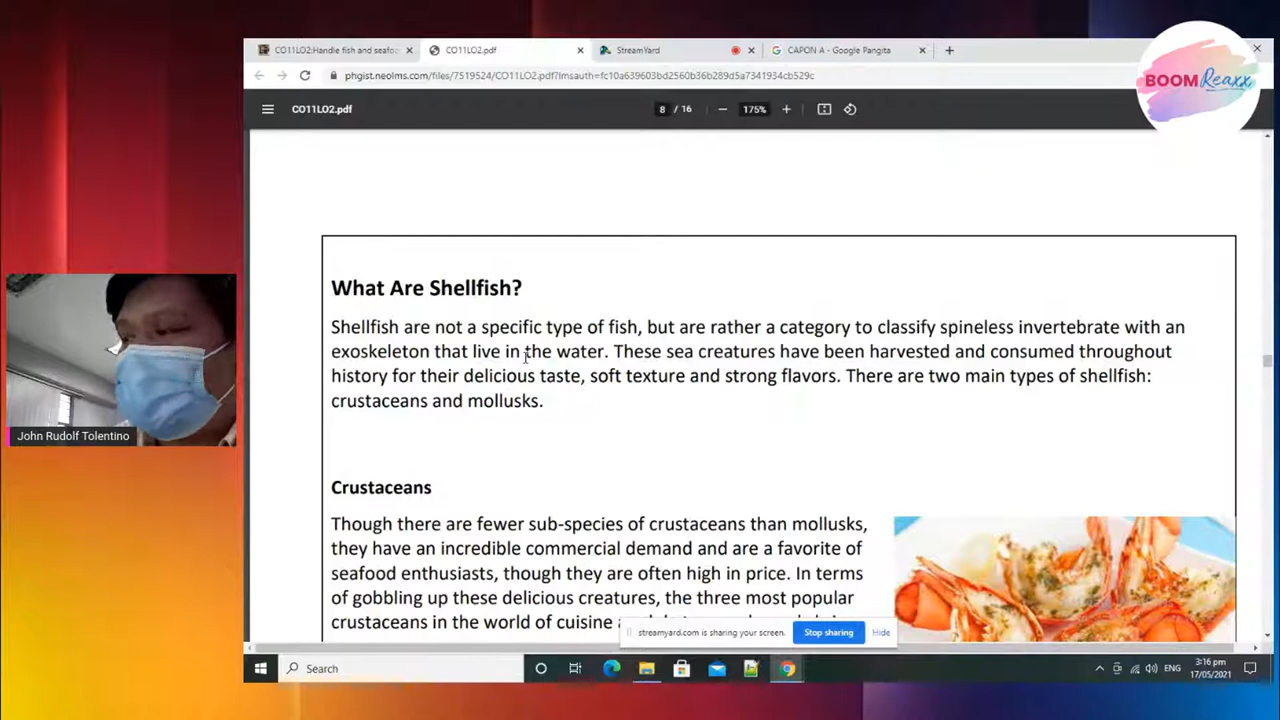 CO11LO2:Handle fish and seafo
CO11LO2.pdf
StreamYard
CAPON A - Google Pangita
BOOMReaxx
phgist.neolms.com/files/7519524/CO11LO2.pdf?lmsauth=fc10a639603bd2560b36b289d5a7341934cb529c
CO11LO2.pdf
8 / 16
175%
What Are Shellfish?
Shellfish are not a specific type of fish, but are rather a category to classify spineless invertebrate with an
exoskeleton that live in the water. These sea creatures have been harvested and consumed throughout
history for their delicious taste, soft texture and strong flavors. There are two main types of shellfish:
crustaceans and mollusks.
Crustaceans
Though there are fewer sub-species of crustaceans than mollusks,
they have an incredible commercial demand and are a favorite of
seafood enthusiasts, though they are often high in price. In terms
of gobbling up these delicious creatures, the three most popular
crustaceans in the world of cuisine
John Rudolf Tolentino
streamyard.com is sharing your screen.
Stop sharing
Hide
Search
ENG
3:16 pm
17/05/2021